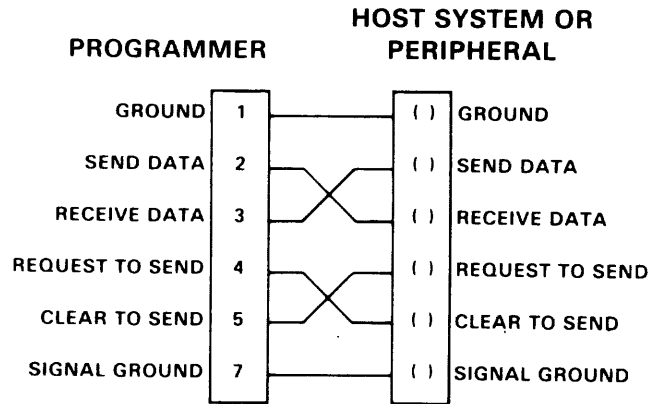 PROGRAMMER
HOST SYSTEM OR
PERIPHERAL
GROUND 1 ( ) GROUND
SEND DATA 2 ( ) SEND DATA
RECEIVE DATA 3 ( ) RECEIVE DATA
REQUEST TO SEND 4 ( ) REQUEST TO SEND
CLEAR TO SEND 5 ( ) CLEAR TO SEND
SIGNAL GROUND 7 ( ) SIGNAL GROUND